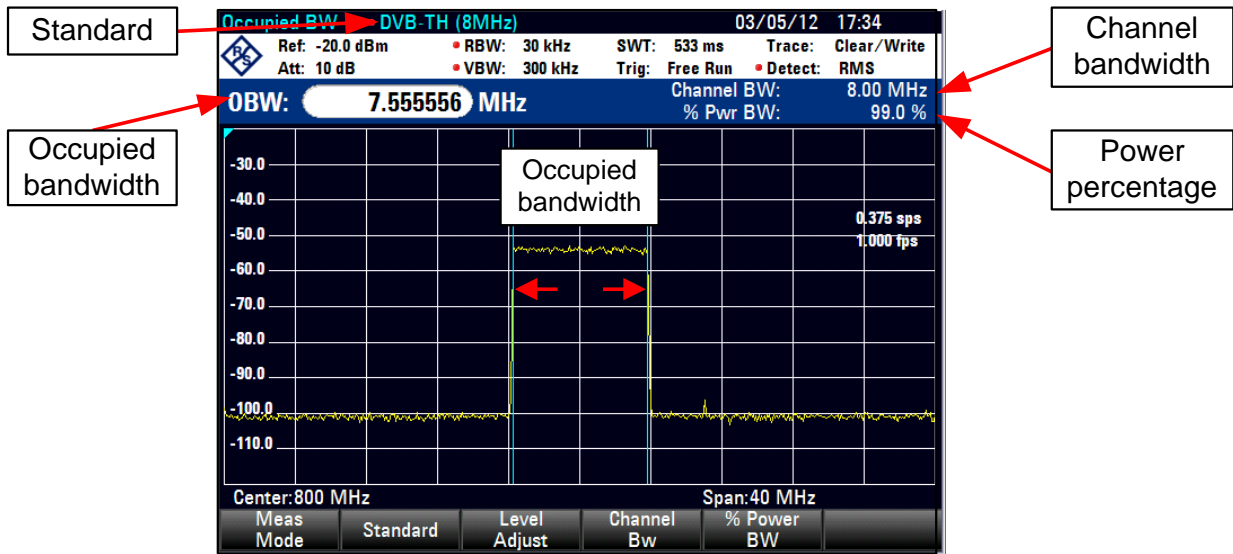 Standard
Occupied BW DVB-TH (8MHz) 03/05/12 17:34
R&S
Ref: -20.0 dBm • RBW: 30 kHz SWT: 533 ms Trace: Clear/Write
Att: 10 dB • VBW: 300 kHz Trig: Free Run • Detect: RMS
Channel
bandwidth
OBW: 7.555556 MHz
Channel BW: 8.00 MHz
% Pwr BW: 99.0 %
Occupied
bandwidth
Power
percentage
Occupied
bandwidth
-30.0
-40.0
0.375 sps
-50.0
1.000 fps
-60.0
-70.0
-80.0
-90.0
-100.0
-110.0
Center:800 MHz Span:40 MHz
Meas
Mode
Standard
Level
Adjust
Channel
Bw
% Power
BW